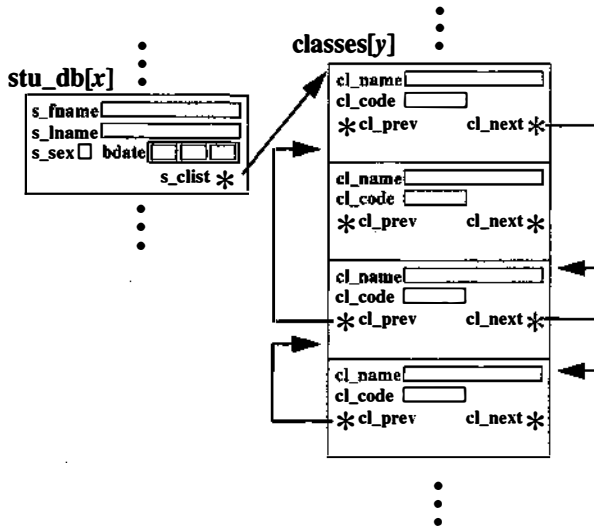 stu_db[x]
s_fname
s_lname
s_sex bdate
s_clist *
classes[y]
cl_name
cl_code
* cl_prev cl_next *
cl_name
cl_code
* cl_prev cl_next *
cl_name
cl_code
* cl_prev cl_next *
cl_name
cl_code
* cl_prev cl_next *